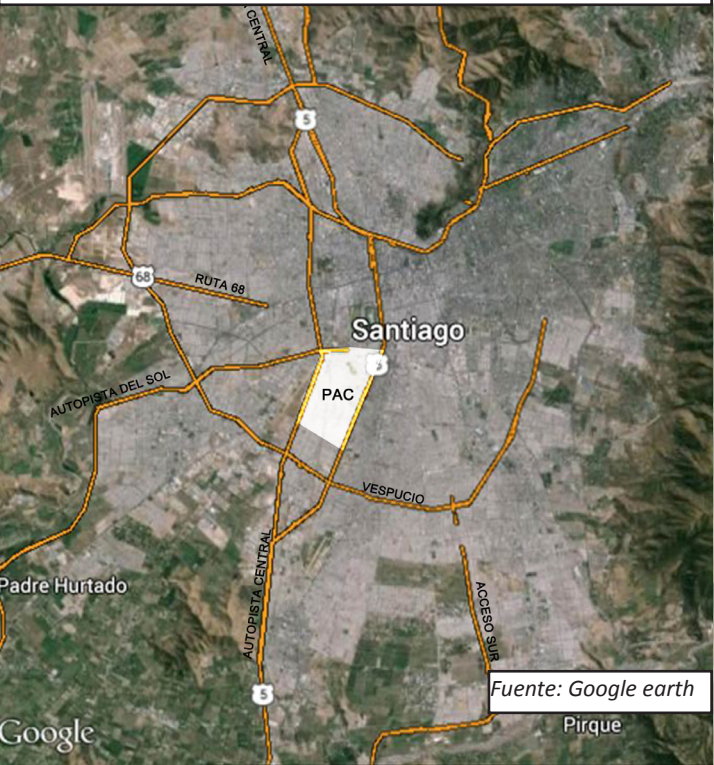 CENTRAL
5
68
RUTA 68
Santiago
5
AUTOPISTA DEL SOL
PAC
VESPUCIO
AUTOPISTA CENTRAL
Padre Hurtado
ACCESO SUR
Fuente: Google earth
5
Google
Pirque